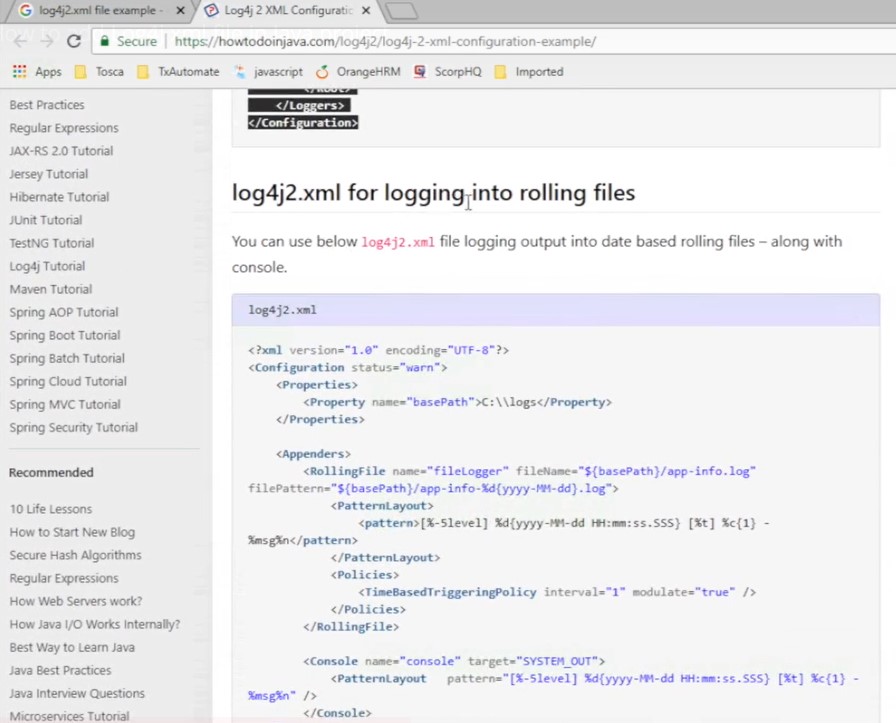 log4j2.xml file example -
Log4j 2 XML Configuratic
Secure
https://howtodoinjava.com/log4j2/log4j-2-xml-configuration-example/
Apps Tosca TxAutomate javascript OrangeHRM ScorpHQ Imported
Best Practices
Regular Expressions
JAX-RS 2.0 Tutorial
Jersey Tutorial
Hibernate Tutorial
JUnit Tutorial
TestNG Tutorial
Log4j Tutorial
Maven Tutorial
Spring AOP Tutorial
Spring Boot Tutorial
Spring Batch Tutorial
Spring Cloud Tutorial
Spring MVC Tutorial
Spring Security Tutorial
Recommended
10 Life Lessons
How to Start New Blog
Secure Hash Algorithms
Regular Expressions
How Web Servers work?
How Java I/O Works Internally?
Best Way to Learn Java
Java Best Practices
Java Interview Questions
Microservices Tutorial
</Root>
</Loggers>
</Configuration>
log4j2.xml for logging into rolling files
You can use below log4j2.xml file logging output into date based rolling files – along with
console.
log4j2.xml
<?xml version="1.0" encoding="UTF-8"?>
<Configuration status="warn">
<Properties>
<Property name="basePath">C:\\logs</Property>
</Properties>
<Appenders>
<RollingFile name="fileLogger" fileName="${basePath}/app-info.log"
filePattern="${basePath}/app-info-%d{yyyy-MM-dd}.log">
<PatternLayout>
<pattern>[%-5level] %d{yyyy-MM-dd HH:mm:ss.SSS} [%t] %c{1} -
%msg%n</pattern>
</PatternLayout>
<Policies>
<TimeBasedTriggeringPolicy interval="1" modulate="true" />
</Policies>
</RollingFile>
<Console name="console" target="SYSTEM_OUT">
<PatternLayout pattern="[%-5level] %d{yyyy-MM-dd HH:mm:ss.SSS} [%t] %c{1} -
%msg%n" />
</Console>